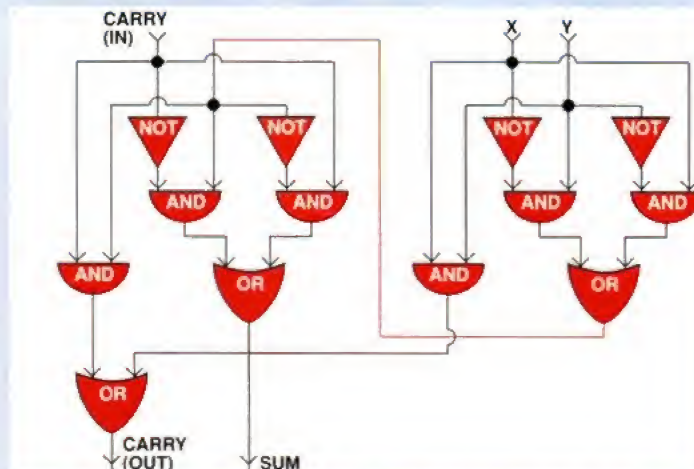 CARRY
(IN)
X Y
NOT NOT NOT NOT
AND AND AND AND
AND OR AND OR
OR
CARRY
(OUT) SUM